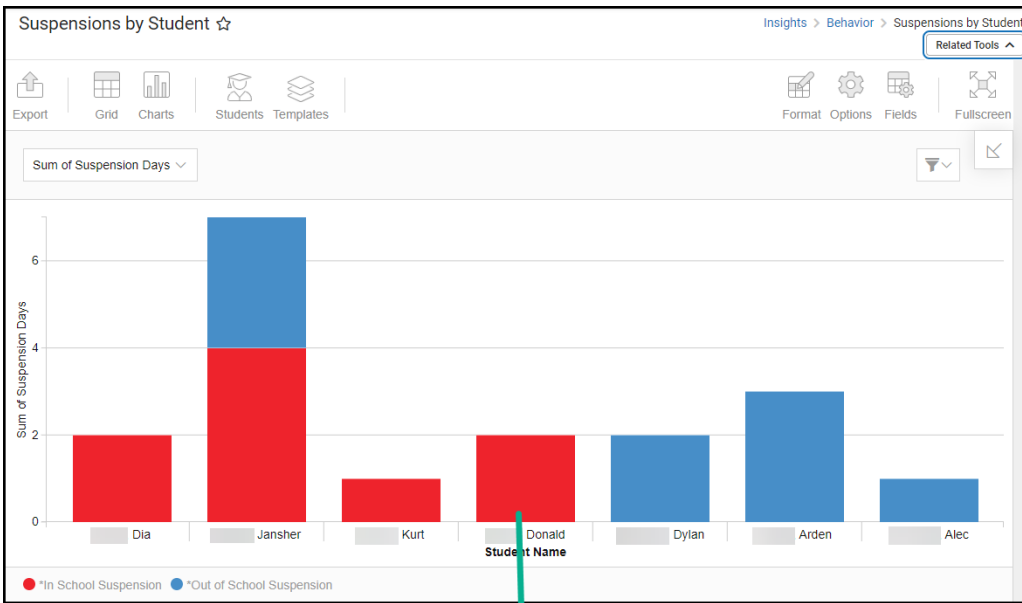 Suspensions by Student
Insights > Behavior > Suspensions by Student
Related Tools
Export Grid Charts Students Templates Format Options Fields Fullscreen
Sum of Suspension Days
6
4
2
0
Sum of Suspension Days
Dia Jansher Kurt Donald Dylan Arden Alec
Student Name
*In School Suspension *Out of School Suspension